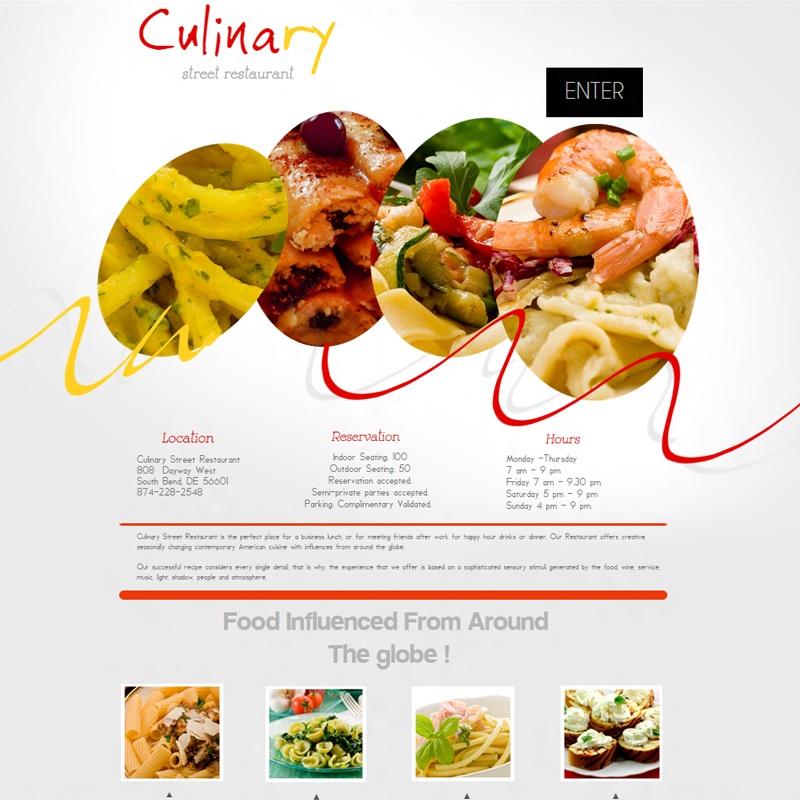 Culinary
street restaurant
ENTER
Location
Culinary Street Restaurant
808 Dayway West
South Bend, DE 56601
874-228-2548
Reservation
Indoor Seating: 100
Outdoor Seating: 50
Reservation accepted.
Semi-private parties accepted.
Parking: Complimentary Validated.
Hours
Monday -Thursday
7 am - 9 pm
Friday 7 am - 9.30 pm
Saturday 5 pm - 9 pm
Sunday 4 pm - 9 pm
Culinary Street Restaurant is the perfect place for a business lunch, or for meeting friends after work for happy hour drinks or dinner. Our Restaurant offers creative,
seasonally changing contemporary American cuisine with influences from around the globe.
Our successful recipe considers every single detail, that is why, the experience that we offer is based on a sophisticated sensory stimuli generated by the food, wine, service,
music, light, shadow, people and atmosphere.
Food Influenced From Around
The globe !